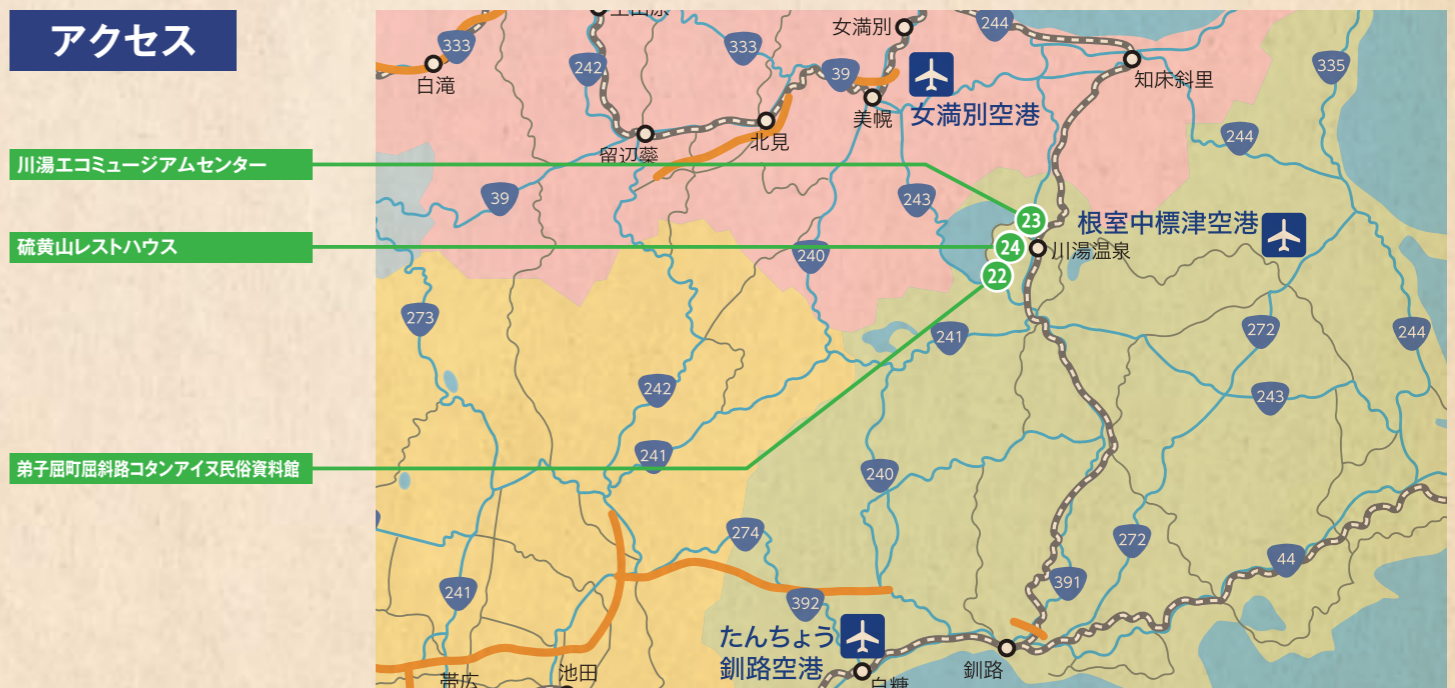 アクセス
川湯エコミュージアムセンター
硫黄山レストハウス
弟子屈町屈斜路コタンアイヌ民俗資料館
女満別
244
333
333
242
39
白滝
335
知床斜里
美幌
女満別空港
北見
留辺蘂
244
39
243
23
根室中標津空港
24
川湯温泉
240
22
273
241
272
244
242
243
241
240
274
272
44
241
392
391
たんちょう
釧路空港
釧路
池田
帯広
白糠